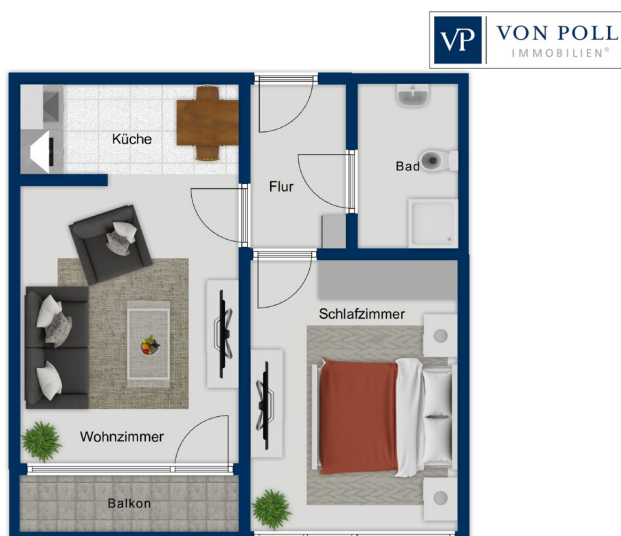 VP VON POLL
IMMOBILIEN®
Küche
Bad
Flur
Schlafzimmer
Wohnzimmer
Balkon